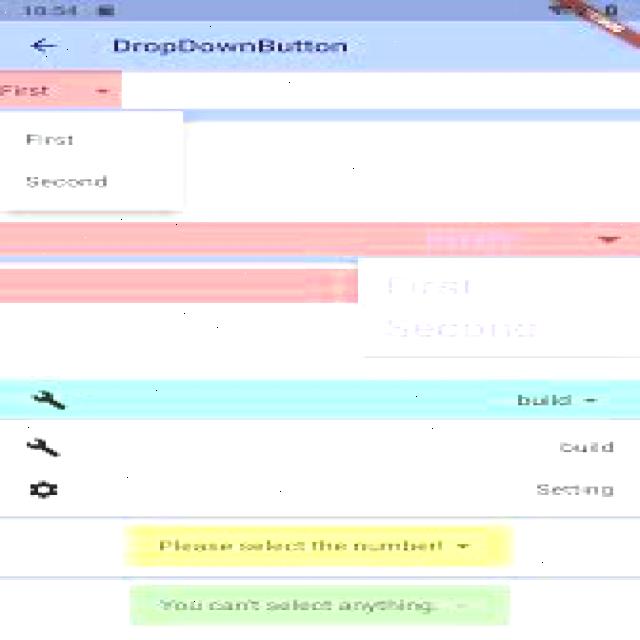 10:54
DropDownButton
First
First
Second
First
Second
build
build
Setting
Please select the number!
You can't select anything.